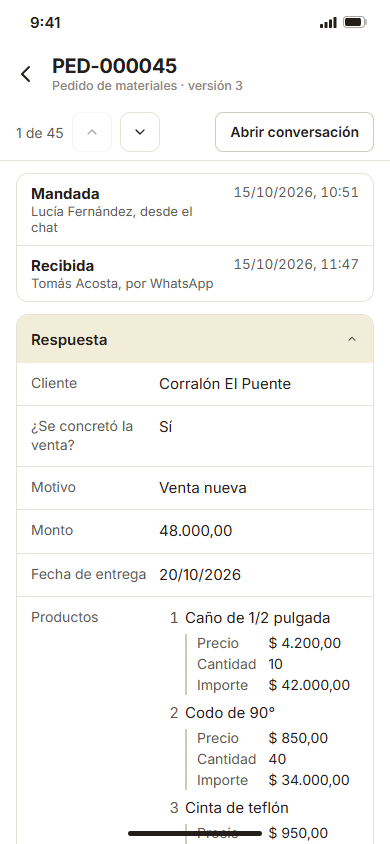 9:41
PED-000045
Pedido de materiales · versión 3
1 de 45
Abrir conversación
Mandada
15/10/2026, 10:51
Lucía Fernández, desde el
chat
Recibida
15/10/2026, 11:47
Tomás Acosta, por WhatsApp
Respuesta
Cliente
Corralón El Puente
¿Se concretó la
venta?
Sí
Motivo
Venta nueva
Monto
48.000,00
Fecha de entrega
20/10/2026
Productos
1 Caño de 1/2 pulgada
Precio $ 4.200,00
Cantidad 10
Importe $ 42.000,00
2 Codo de 90°
Precio $ 850,00
Cantidad 40
Importe $ 34.000,00
3 Cinta de teflón
Precio $ 950,00